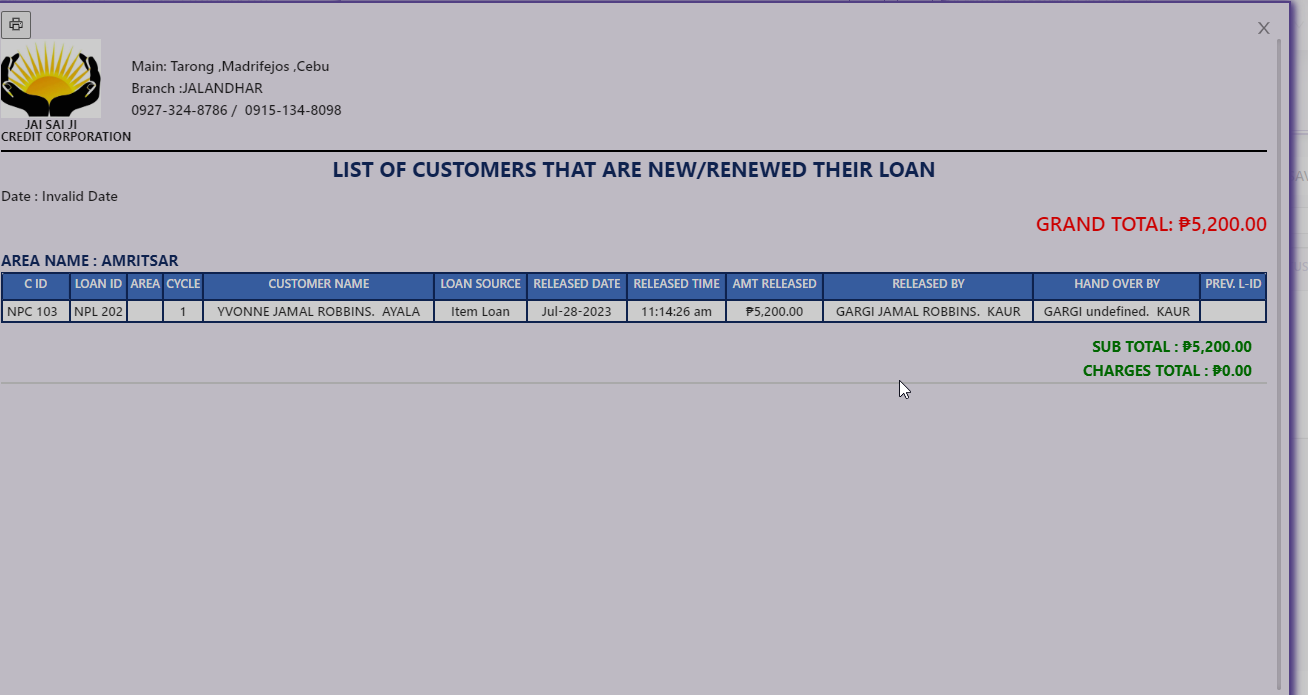 X
Main: Tarong ,Madrifejos ,Cebu
Branch :JALANDHAR
0927-324-8786 / 0915-134-8098
JAI SAI JI
CREDIT CORPORATION
LIST OF CUSTOMERS THAT ARE NEW/RENEWED THEIR LOAN
Date : Invalid Date
GRAND TOTAL: ₱5,200.00
AREA NAME : AMRITSAR
C ID LOAN ID AREA CYCLE CUSTOMER NAME LOAN SOURCE RELEASED DATE RELEASED TIME AMT RELEASED RELEASED BY HAND OVER BY PREV. L-ID
NPC 103 NPL 202 1 YVONNE JAMAL ROBBINS. AYALA Item Loan Jul-28-2023 11:14:26 am ₱5,200.00 GARGI JAMAL ROBBINS. KAUR GARGI undefined. KAUR
SUB TOTAL : ₱5,200.00
CHARGES TOTAL : ₱0.00